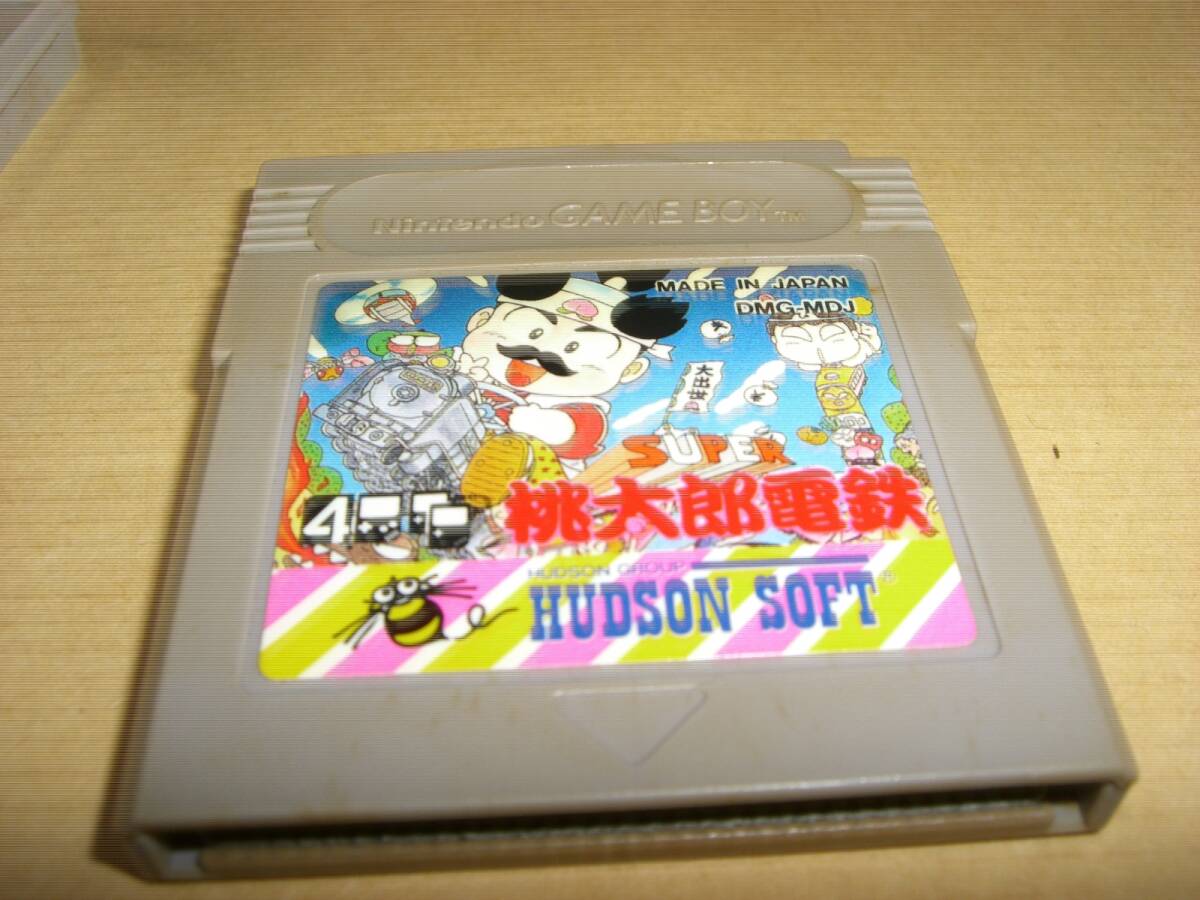 Nintendo GAME BOY™
MADE IN JAPAN
DMG-MDJ
大出世
SUPER
桃太郎電鉄
4
HUDSON GROUP
HUDSON SOFT®